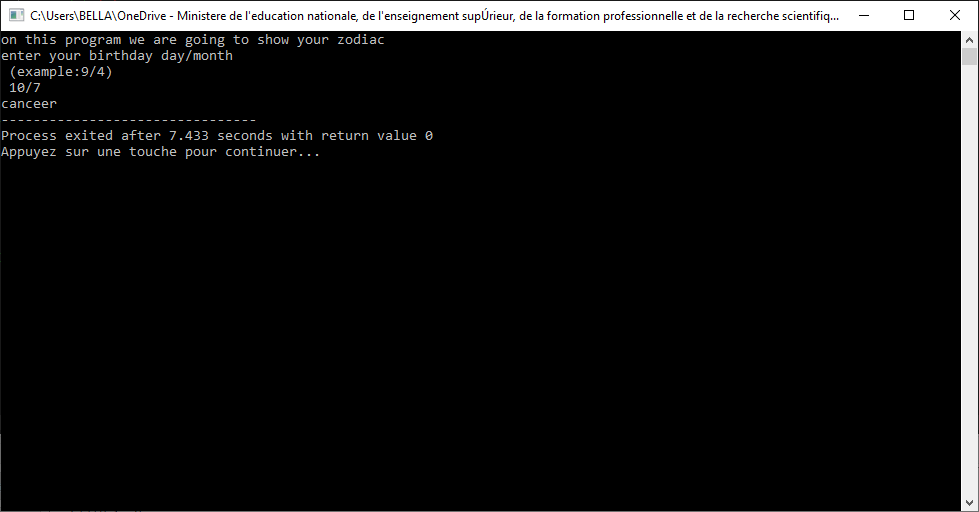 C:\Users\BELLA\OneDrive - Ministere de l'education nationale, de l'enseignement supÚrieur, de la formation professionnelle et de la recherche scientifiq...
on this program we are going to show your zodiac
enter your birthday day/month
 (example:9/4)
 10/7
canceer
--------------------------------
Process exited after 7.433 seconds with return value 0
Appuyez sur une touche pour continuer...